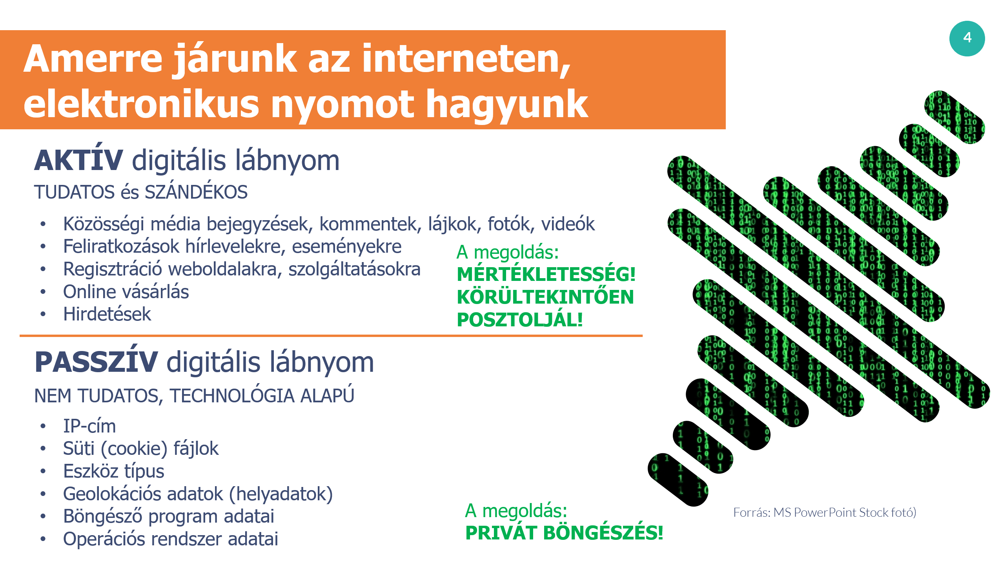 4
Amerre járunk az interneten,
elektronikus nyomot hagyunk
AKTÍV digitális lábnyom
TUDATOS és SZÁNDÉKOS
• Közösségi média bejegyzések, kommentek, lájkok, fotók, videók
• Feliratkozások hírlevelekre, eseményekre
• Regisztráció weboldalakra, szolgáltatásokra
• Online vásárlás
• Hirdetések
A megoldás:
MÉRTÉKLETESSÉG!
KÖRÜLTEKINTŐEN
POSZTOLJÁL!
PASSZÍV digitális lábnyom
NEM TUDATOS, TECHNOLÓGIA ALAPÚ
• IP-cím
• Süti (cookie) fájlok
• Eszköz típus
• Geolokációs adatok (helyadatok)
• Böngésző program adatai
• Operációs rendszer adatai
A megoldás:
PRIVÁT BÖNGÉSZÉS!
Forrás: MS PowerPoint Stock fotó)